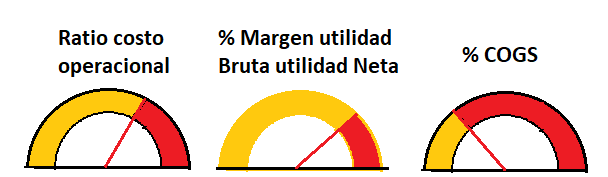 Ratio costo
operacional
% Margen utilidad
Bruta utilidad Neta
% COGS